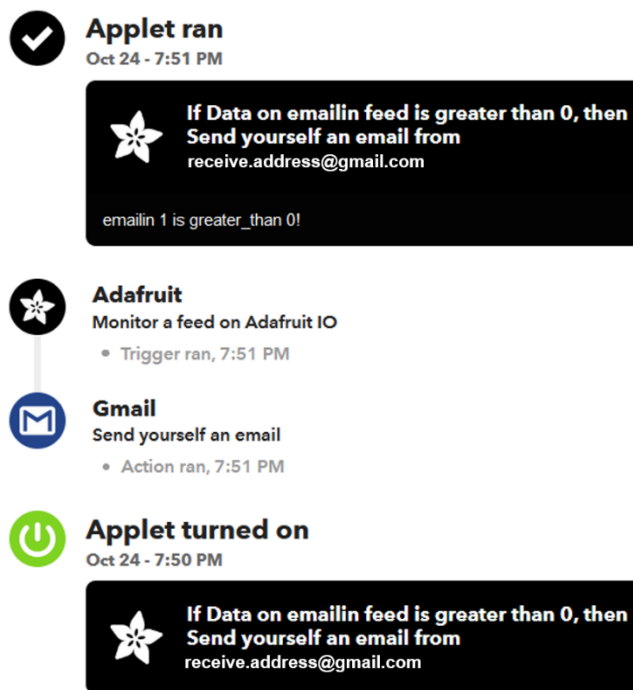 Applet ran
Oct 24 - 7:51 PM
If Data on emailin feed is greater than 0, then
Send yourself an email from
receive.address@gmail.com
emailin 1 is greater_than 0!
Adafruit
Monitor a feed on Adafruit IO
• Trigger ran, 7:51 PM
Gmail
Send yourself an email
• Action ran, 7:51 PM
Applet turned on
Oct 24 - 7:50 PM
If Data on emailin feed is greater than 0, then
Send yourself an email from
receive.address@gmail.com